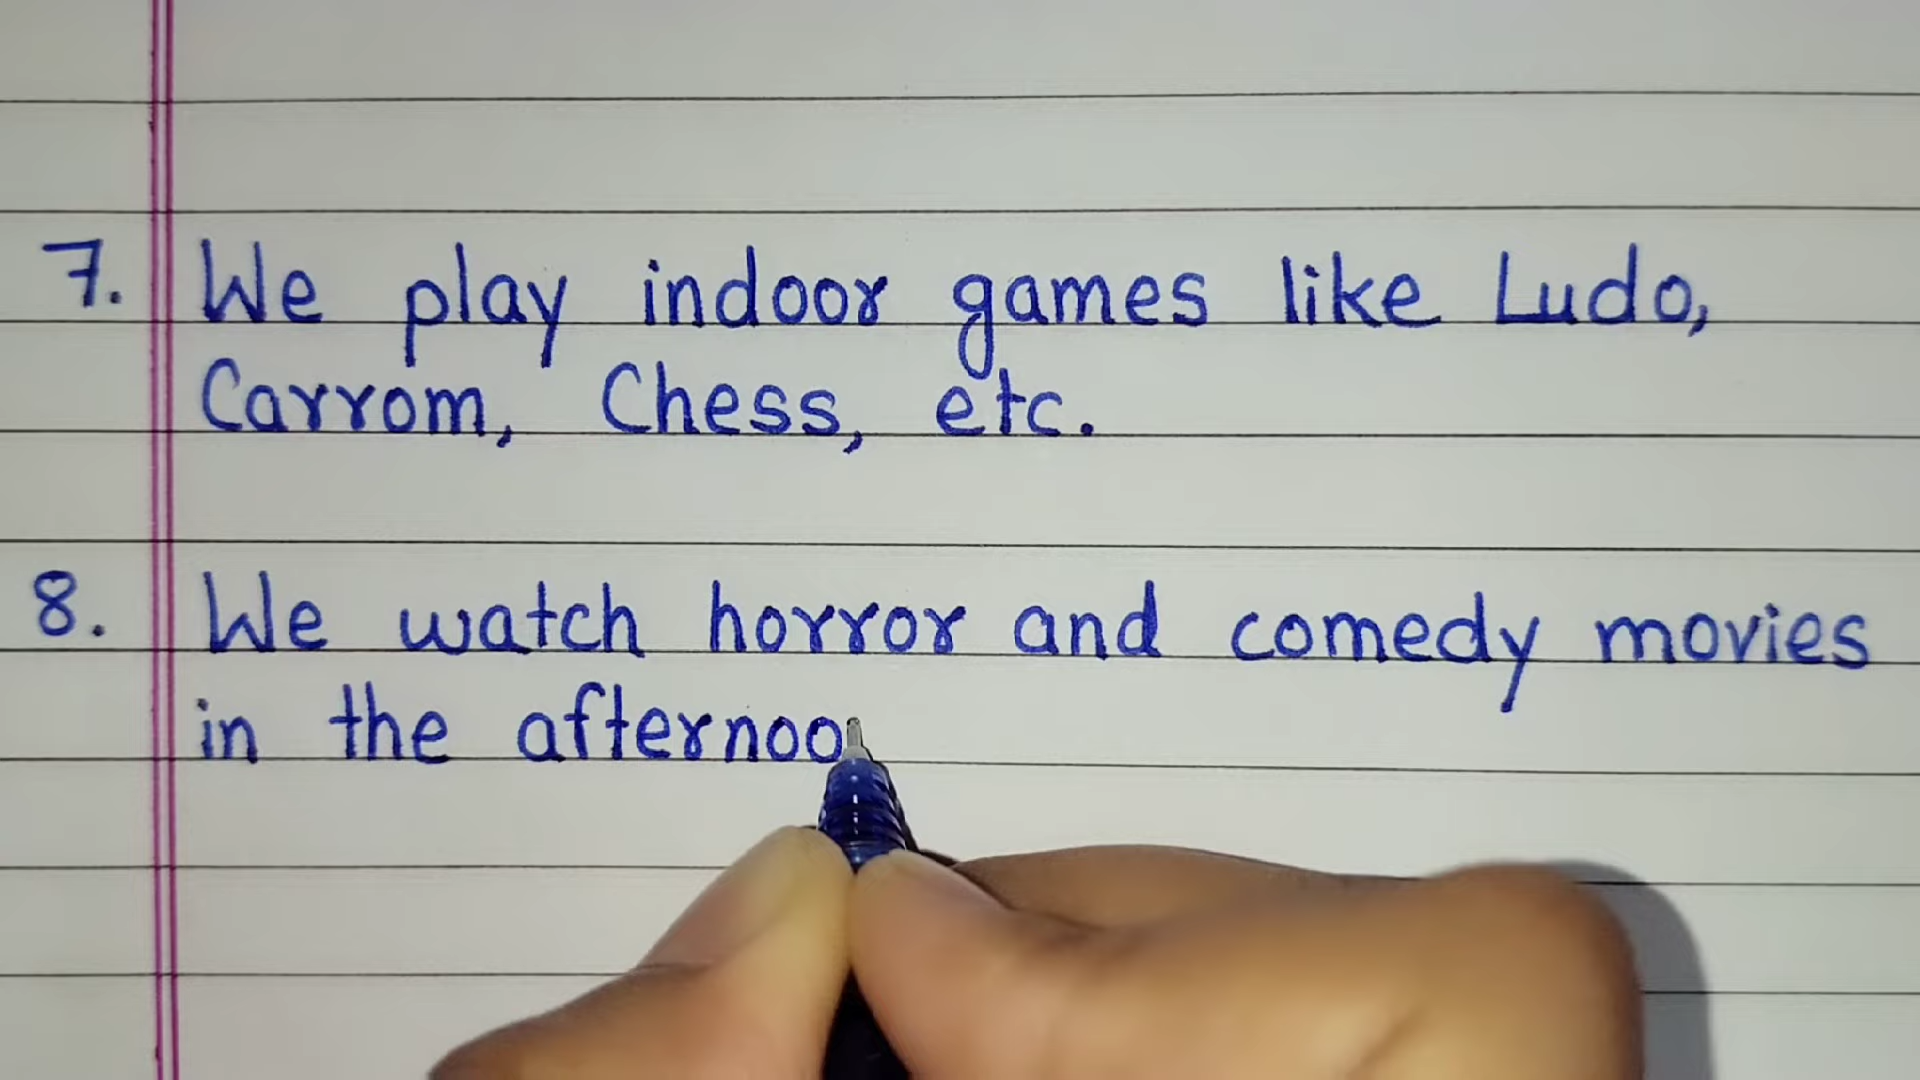 7. We play indoor games like Ludo,
Carrom, Chess, etc.
8. We watch horror and comedy movies
in the afternoo